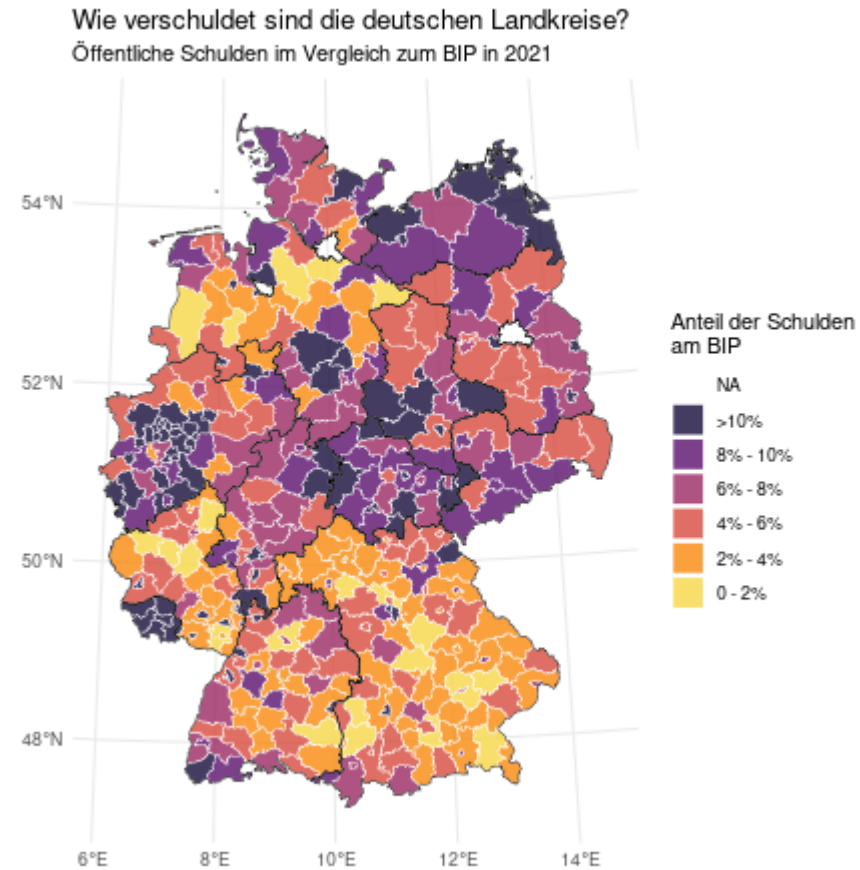 Wie verschuldet sind die deutschen Landkreise?
Öffentliche Schulden im Vergleich zum BIP in 2021
54°N
52°N
50°N
48°N
6°E 8°E 10°E 12°E 14°E
Anteil der Schulden
am BIP
NA
>10%
8% - 10%
6% - 8%
4% - 6%
2% - 4%
0 - 2%